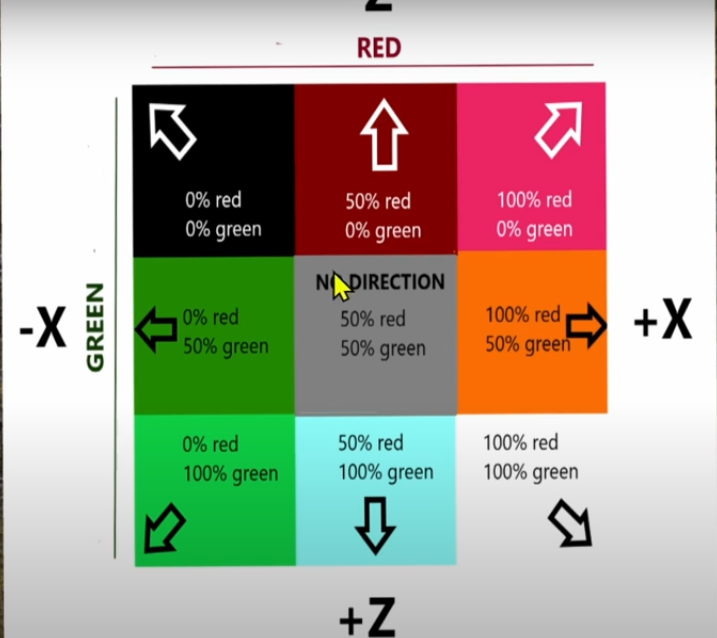 RED
0% red
0% green
50% red
0% green
100% red
0% green
-X
GREEN
0% red
50% green
NO DIRECTION
50% red
50% green
100% red
50% green
+X
0% red
100% green
50% red
100% green
100% red
100% green
+Z